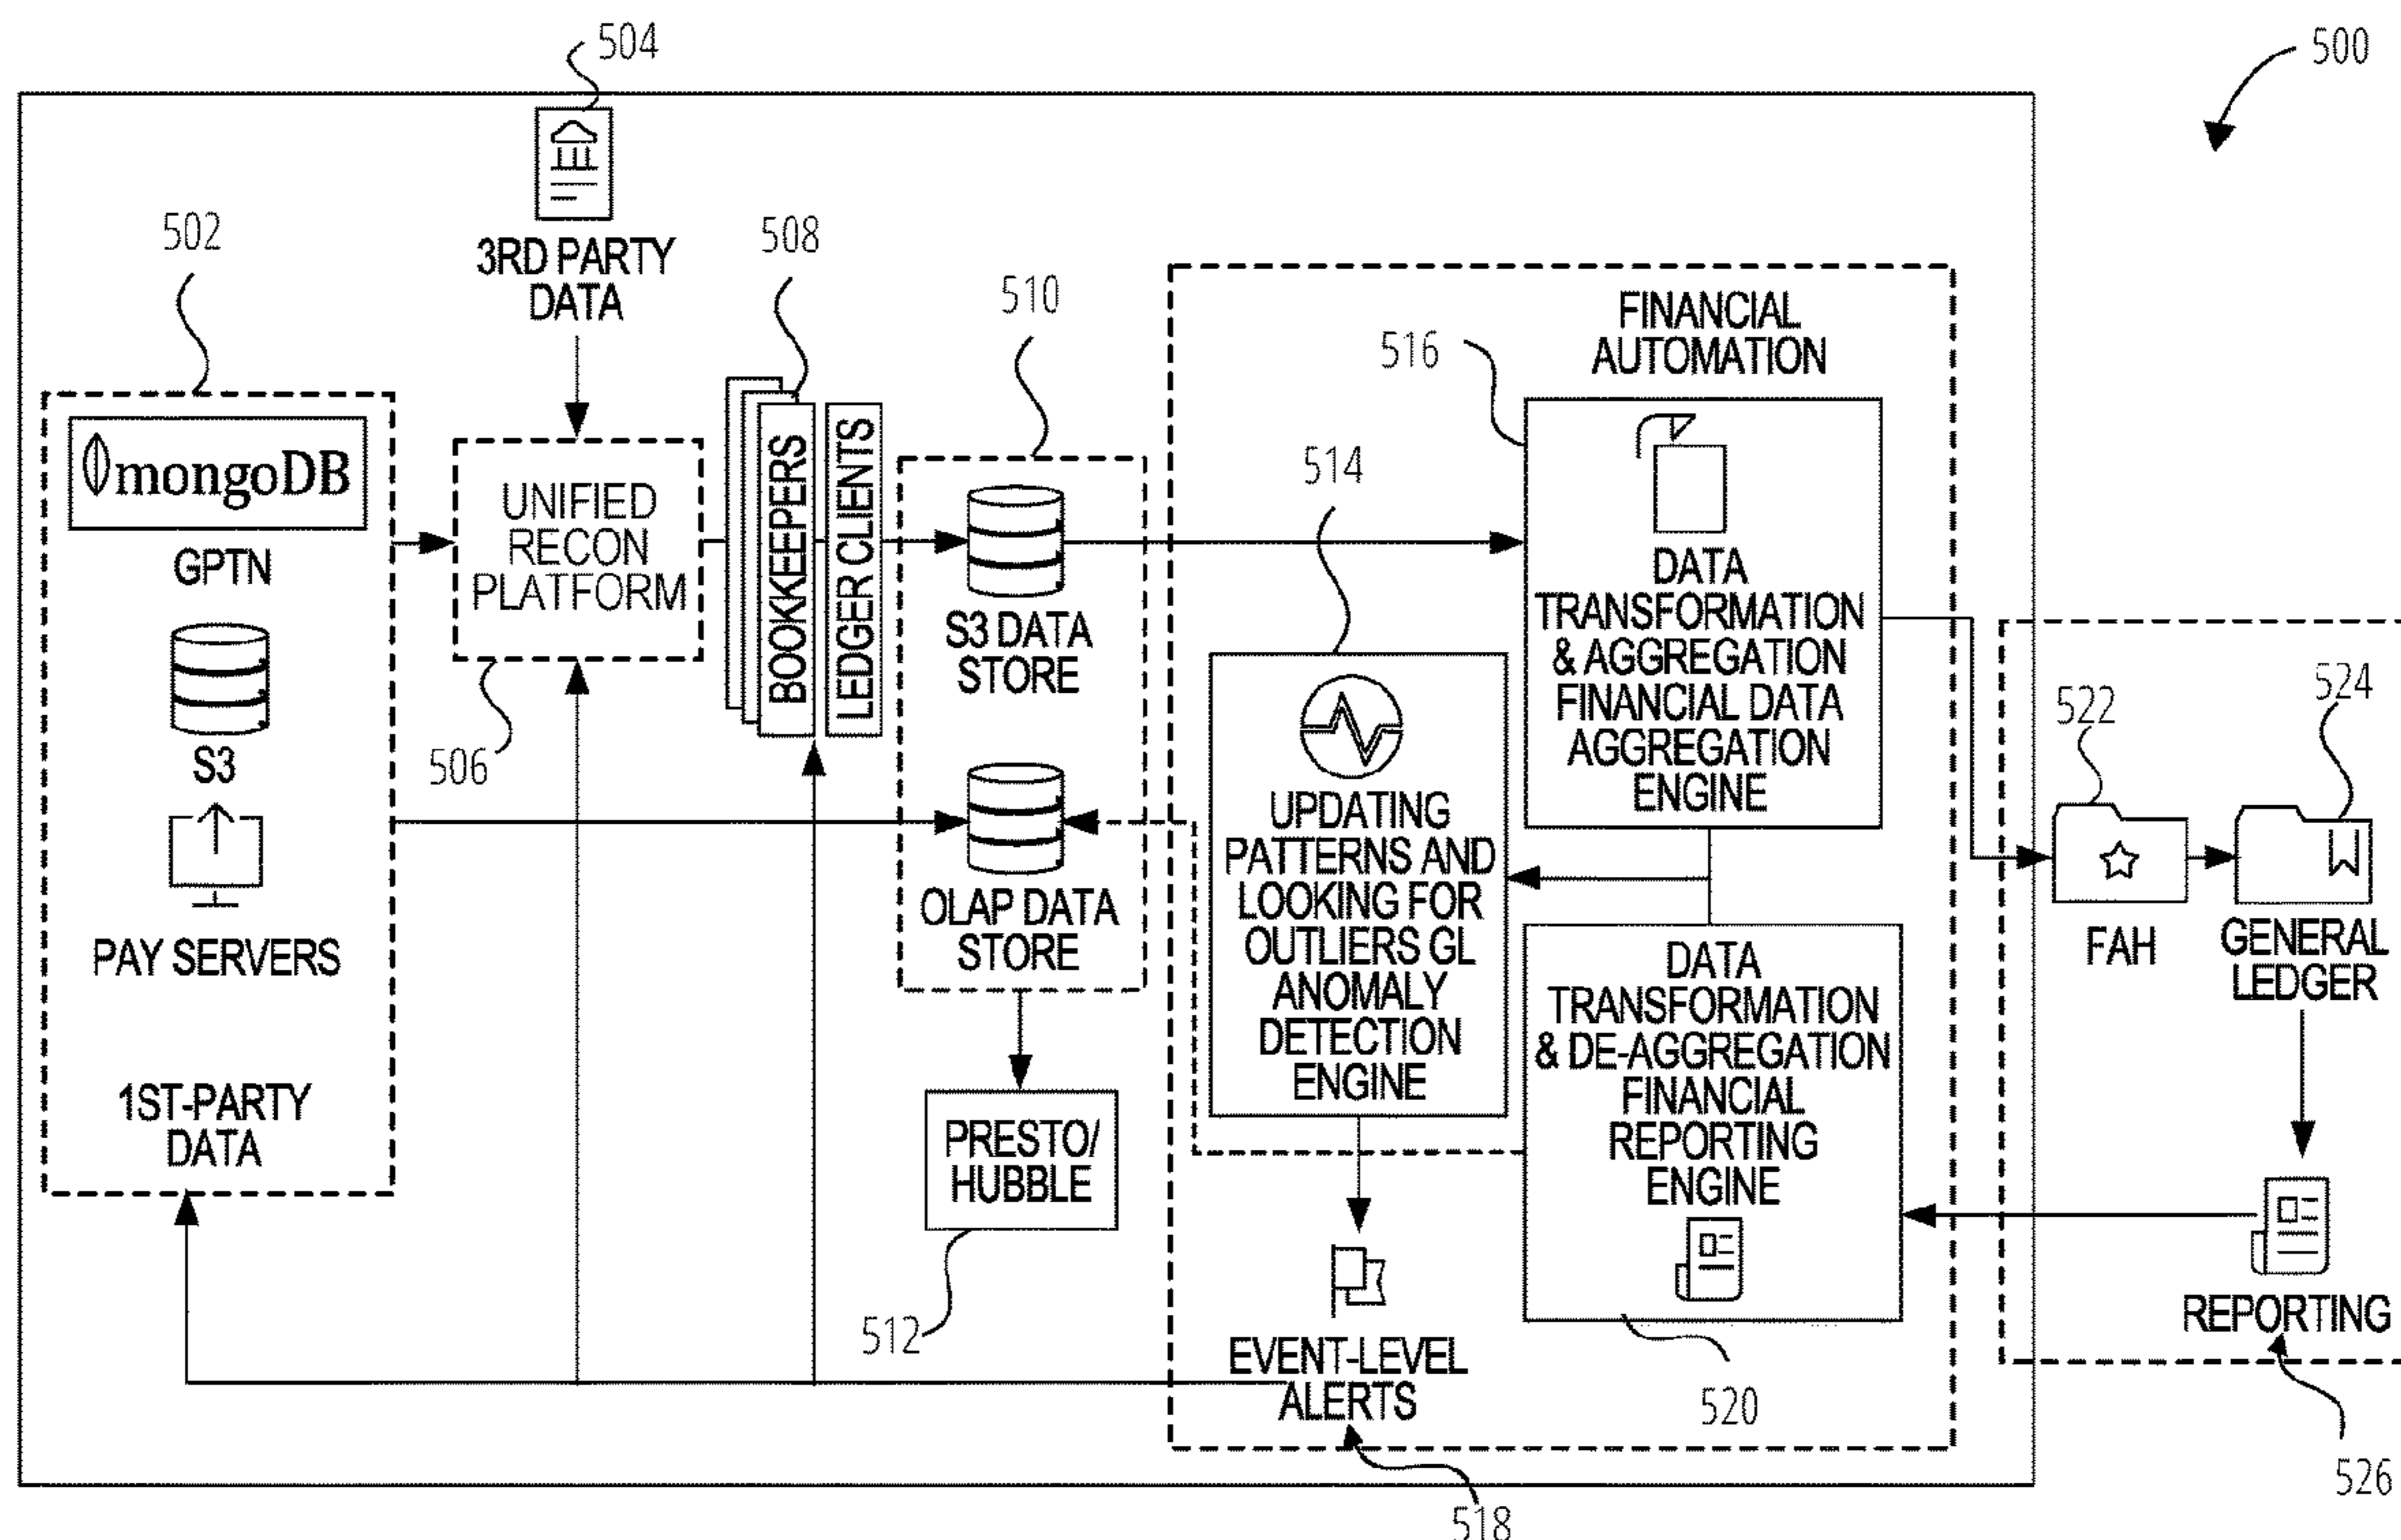 500
504
3RD PARTY
DATA
502
mongoDB
GPTN
S3
PAY SERVERS
1ST-PARTY
DATA
UNIFIED
RECON
PLATFORM
506
508
BOOKKEEPERS
LEDGER CLIENTS
510
S3 DATA
STORE
OLAP DATA
STORE
PRESTO/
HUBBLE
512
FINANCIAL
AUTOMATION
516
DATA
TRANSFORMATION
& AGGREGATION
FINANCIAL DATA
AGGREGATION
ENGINE
514
UPDATING
PATTERNS AND
LOOKING FOR
OUTLIERS GL
ANOMALY
DETECTION
ENGINE
DATA
TRANSFORMATION
& DE-AGGREGATION
FINANCIAL
REPORTING
ENGINE
520
EVENT-LEVEL
ALERTS
518
522
FAH
524
GENERAL
LEDGER
REPORTING
526